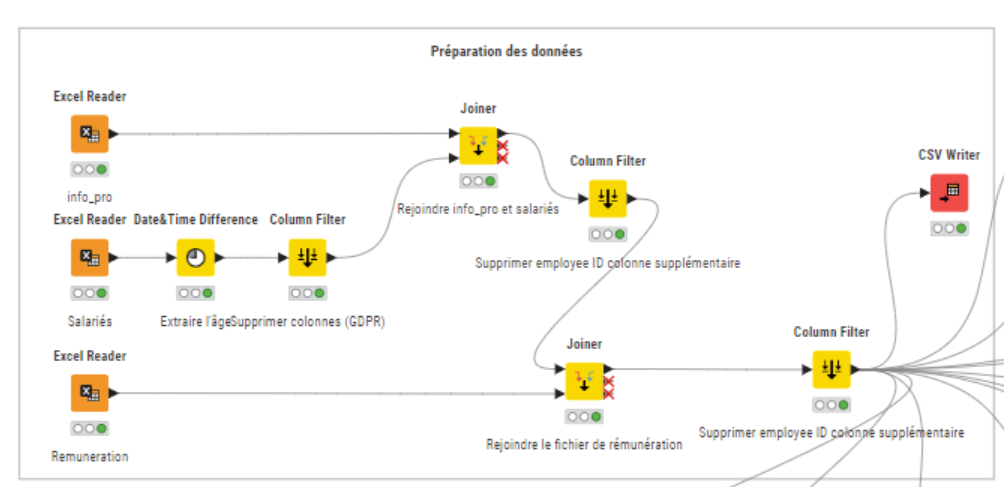 Préparation des données
Excel Reader
Joiner
Column Filter
CSV Writer
info_pro
Rejoindre info_pro et salariés
Excel Reader
Date&Time Difference
Column Filter
Supprimer employee ID colonne supplémentaire
Salariés
Extraire l'âge
Supprimer colonnes (GDPR)
Excel Reader
Joiner
Column Filter
Remuneration
Rejoindre le fichier de rémunération
Supprimer employee ID colonne supplémentaire